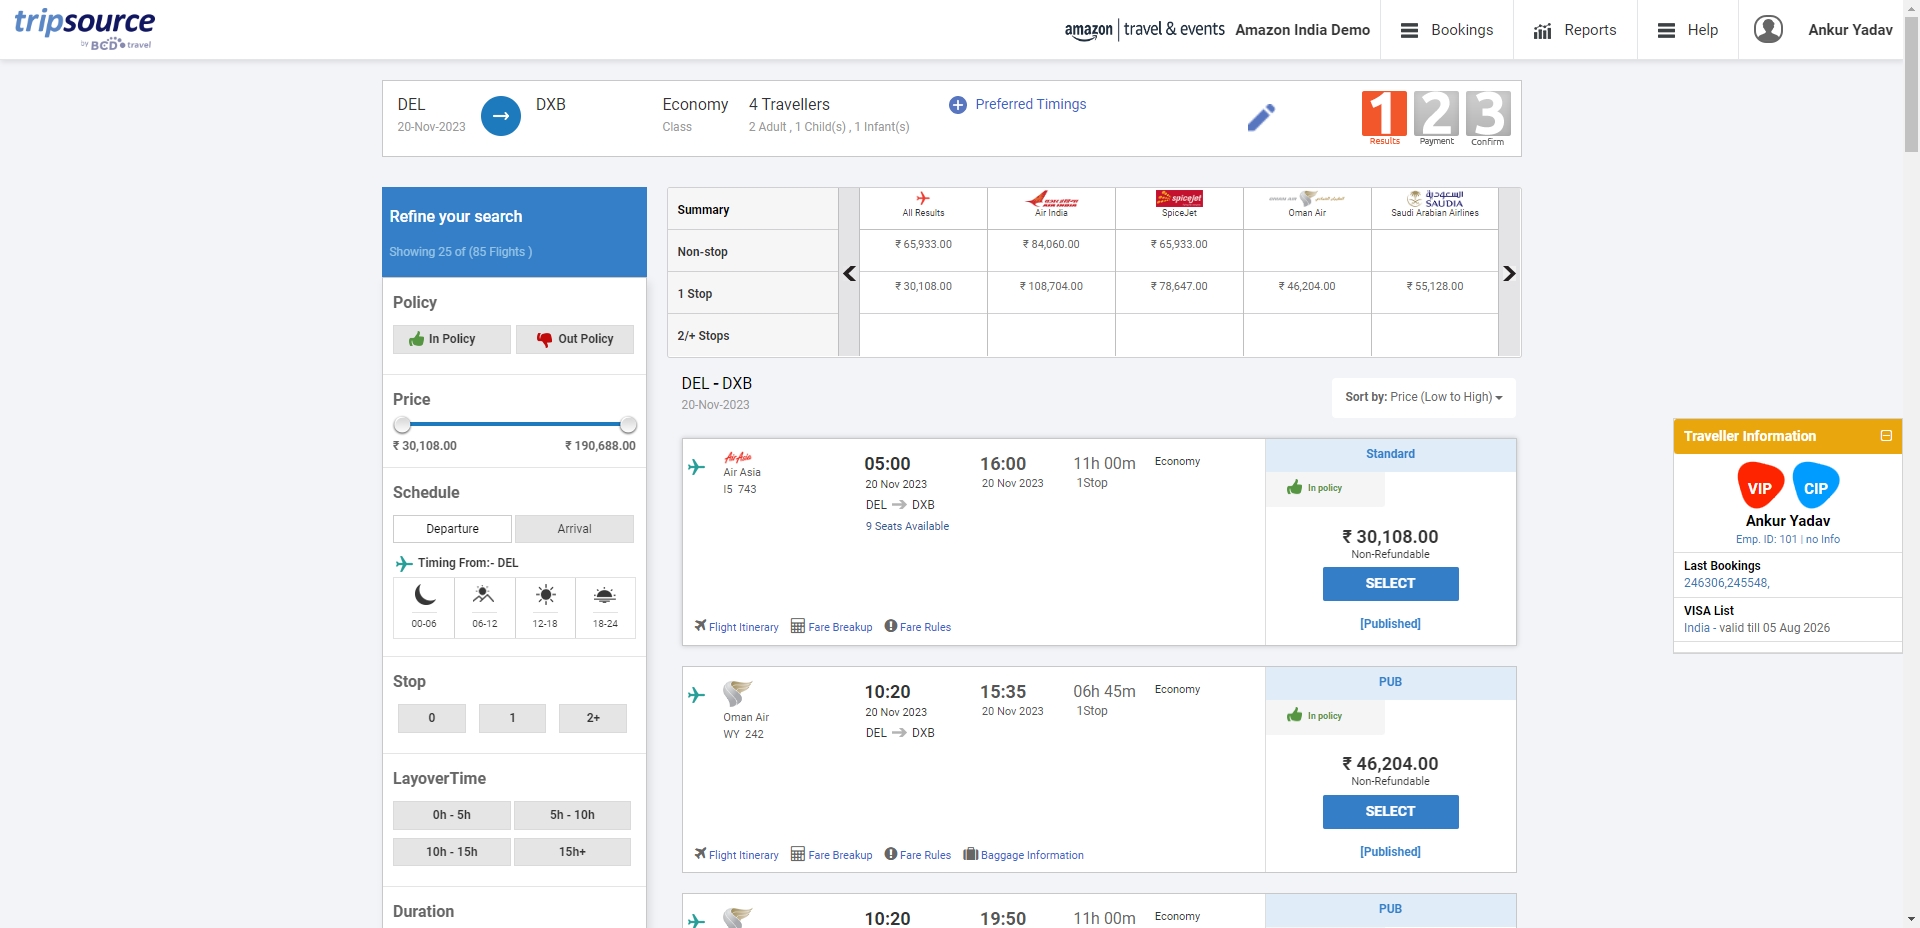 tripsource
by BCD travel
amazon travel & events Amazon India Demo
Bookings
Reports
Help
Ankur Yadav
DEL
20-Nov-2023
DXB
Economy
Class
4 Travellers
2 Adult , 1 Child(s) , 1 Infant(s)
Preferred Timings
1 2 3
Results Payment Confirm
Refine your search
Showing 25 of (85 Flights )
Policy
In Policy Out Policy
Price
₹ 30,108.00 ₹ 190,688.00
Schedule
Departure Arrival
Timing From:- DEL
00-06 06-12 12-18 18-24
Stop
0 1 2+
LayoverTime
0h - 5h 5h - 10h
10h - 15h 15h+
Duration
Summary All Results Air India SpiceJet Oman Air Saudi Arabian Airlines
AIR INDIA
spicejet
السعودية
SAUDIA
Non-stop ₹ 65,933.00 ₹ 84,060.00 ₹ 65,933.00
1 Stop ₹ 30,108.00 ₹ 108,704.00 ₹ 78,647.00 ₹ 46,204.00 ₹ 55,128.00
2/+ Stops
DEL - DXB
20-Nov-2023
Sort by: Price (Low to High)
AirAsia
Air Asia
I5 743
05:00
20 Nov 2023
DEL DXB
9 Seats Available
16:00
20 Nov 2023
11h 00m
1Stop
Economy
Standard
In policy
₹ 30,108.00
Non-Refundable
SELECT
[Published]
Flight Itinerary Fare Breakup Fare Rules
Oman Air
WY 242
10:20
20 Nov 2023
DEL DXB
15:35
20 Nov 2023
06h 45m
1Stop
Economy
PUB
In policy
₹ 46,204.00
Non-Refundable
SELECT
[Published]
Flight Itinerary Fare Breakup Fare Rules Baggage Information
10:20 19:50 11h 00m Economy
PUB
Traveller Information
VIP CIP
Ankur Yadav
Emp. ID: 101 | no Info
Last Bookings
246306,245548,
VISA List
India - valid till 05 Aug 2026